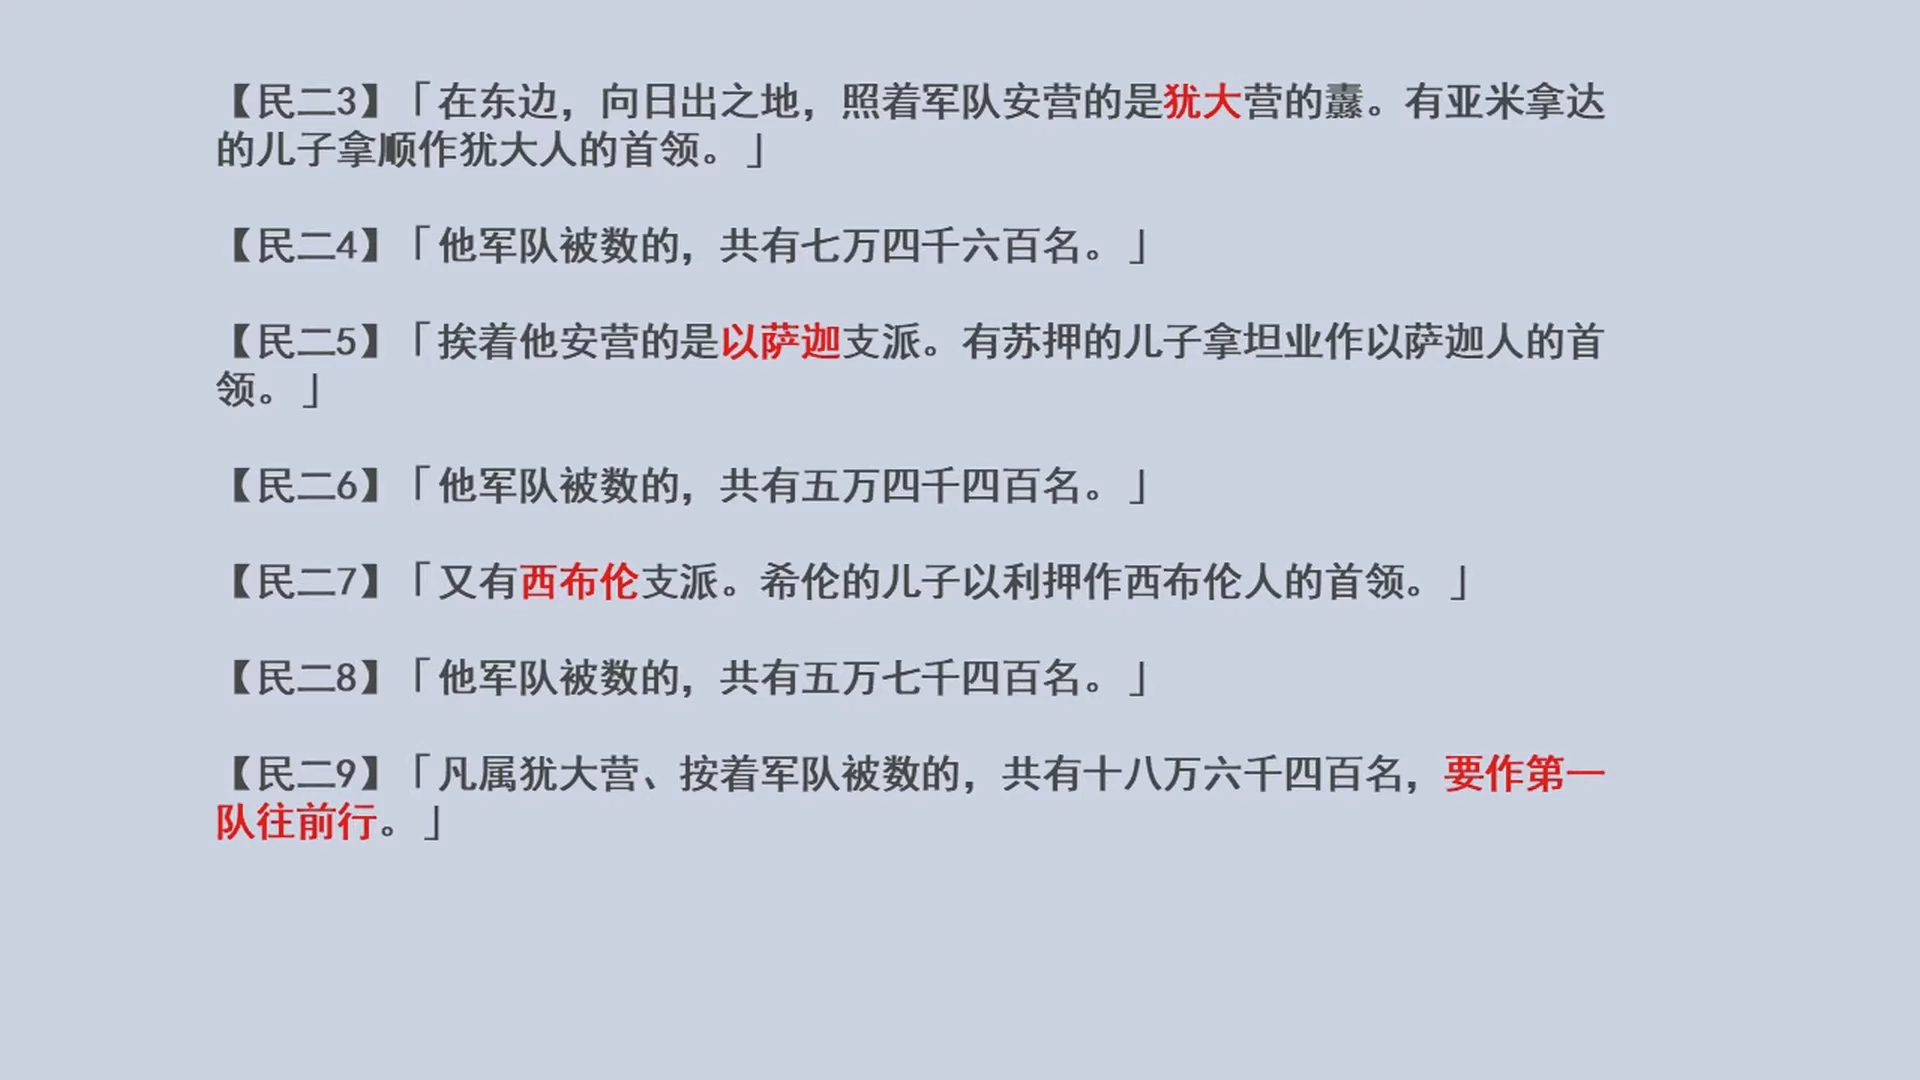 【民二3】「在东边，向日出之地，照着军队安营的是犹大营的纛。有亚米拿达
的儿子拿顺作犹大人的首领。」
【民二4】「他军队被数的，共有七万四千六百名。」
【民二5】「挨着他安营的是以萨迦支派。有苏押的儿子拿坦业作以萨迦人的首
领。」
【民二6】「他军队被数的，共有五万四千四百名。」
【民二7】「又有西布伦支派。希伦的儿子以利押作西布伦人的首领。」
【民二8】「他军队被数的，共有五万七千四百名。」
【民二9】「凡属犹大营、按着军队被数的，共有十八万六千四百名，要作第一
队往前行。」